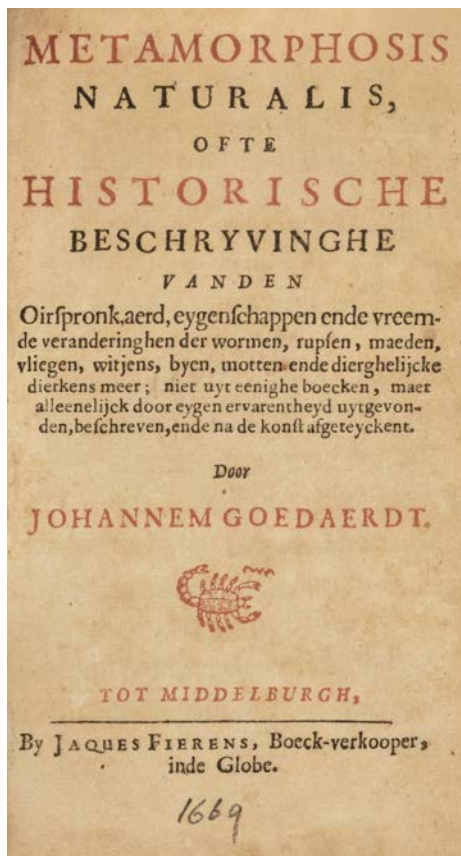 METAMORPHOSIS
NATURALIS,
OFTE
HISTORISCHE
BESCHRYVINGHE
VANDEN
Oirſpronk,aerd, eygenſchappen ende vreem-
de veranderinghen der wormen, rupſen, maeden,
vliegen, witjens, byen, motten ende dierghelijcke
dierkens meer; niet uyt eenighe boecken, maer
alleenelijck door eygen ervarentheyd uytgevon-
den,beſchreven,ende na de konſt afgeteyckent.
Door
JOHANNEM GOEDAERDT.
TOT MIDDELBURGH,
By JAQUES FIERENS, Boeck-verkooper,
inde Globe.
1669